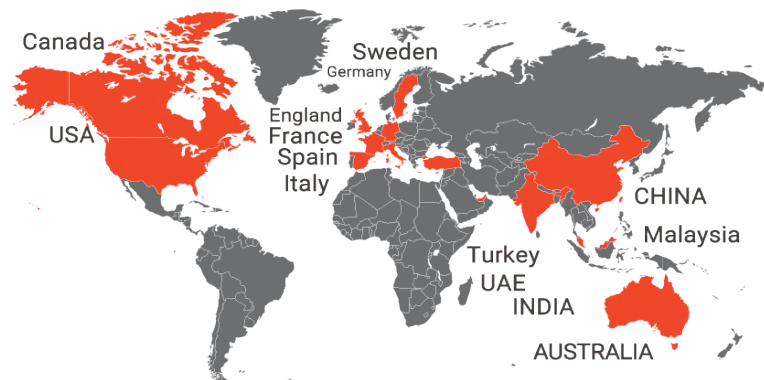 Canada
Sweden
Germany
England
USA
France
Spain
Italy
CHINA
Malaysia
Turkey
UAE
INDIA
AUSTRALIA